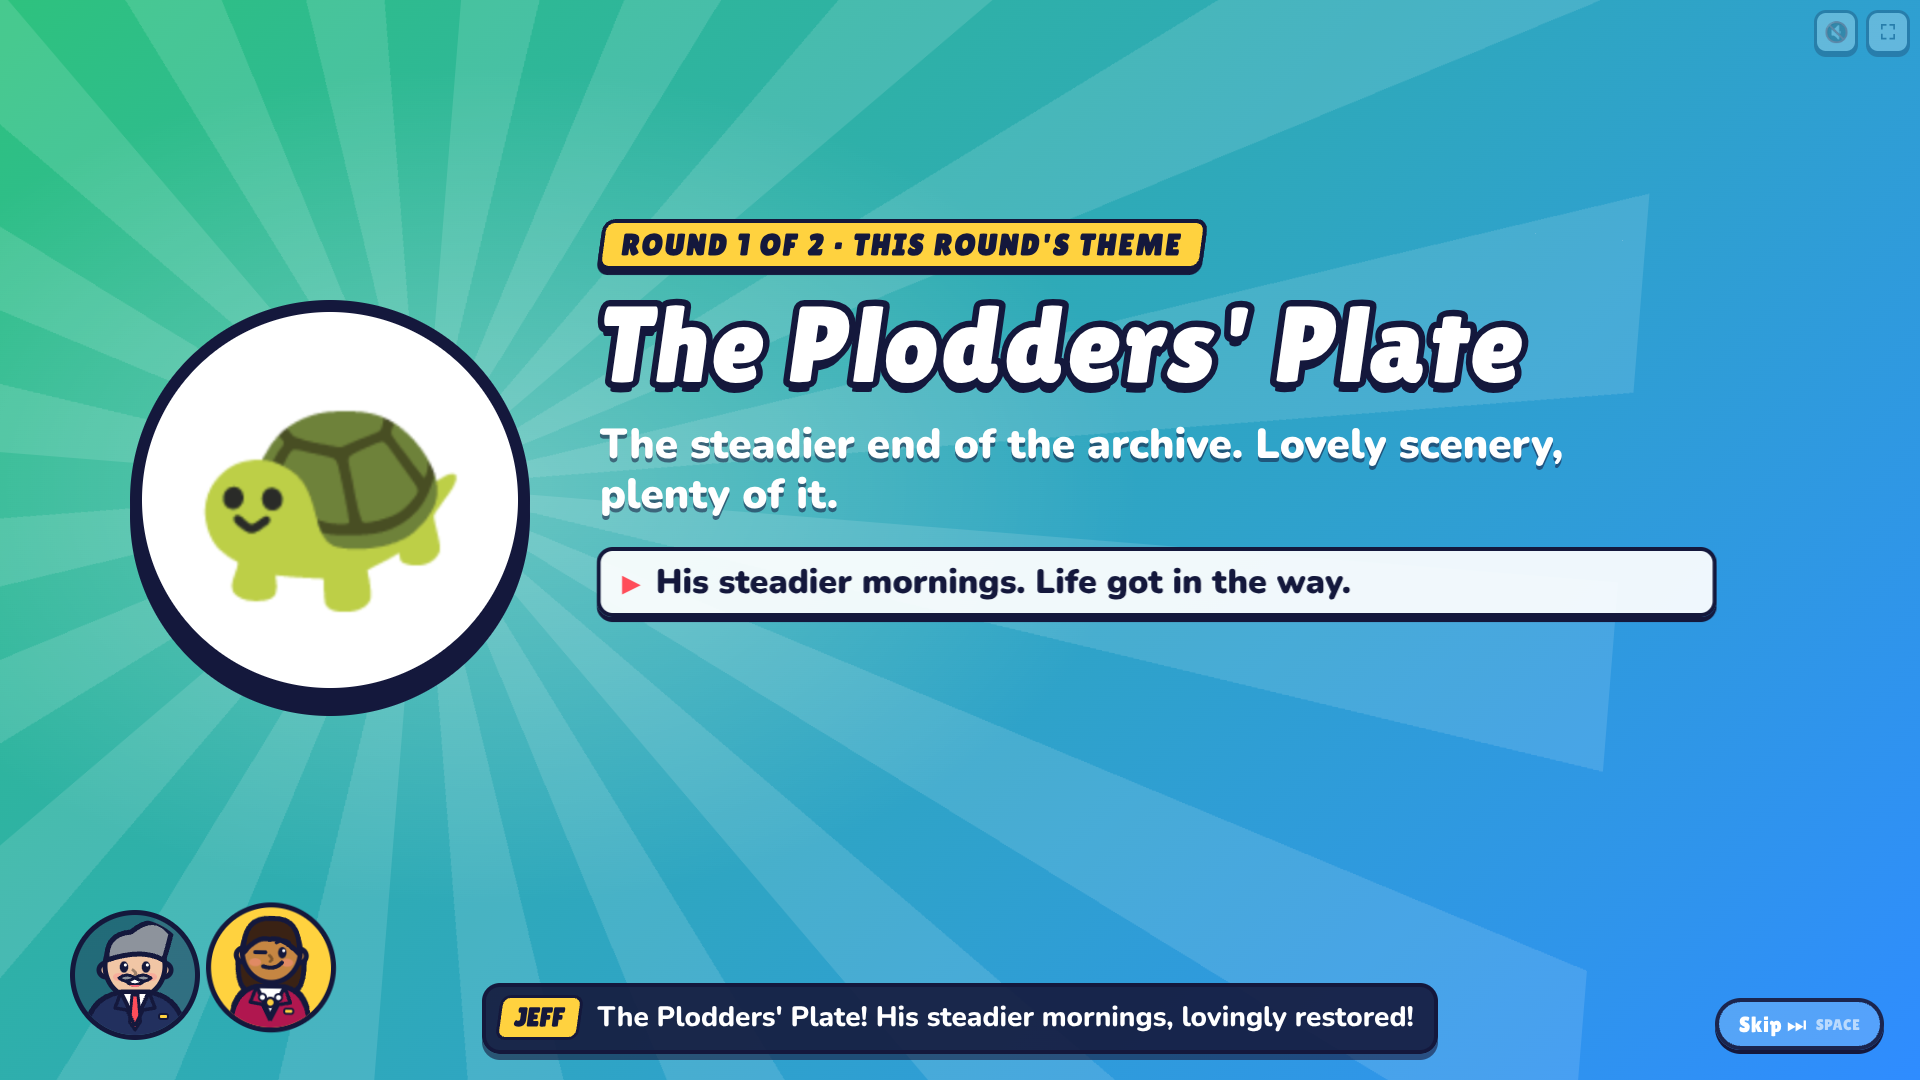 ROUND 1 OF 2 · THIS ROUND'S THEME
The Plodders' Plate
The steadier end of the archive. Lovely scenery,
plenty of it.
▶ His steadier mornings. Life got in the way.
JEFF The Plodders' Plate! His steadier mornings, lovingly restored!
Skip ⏭ SPACE